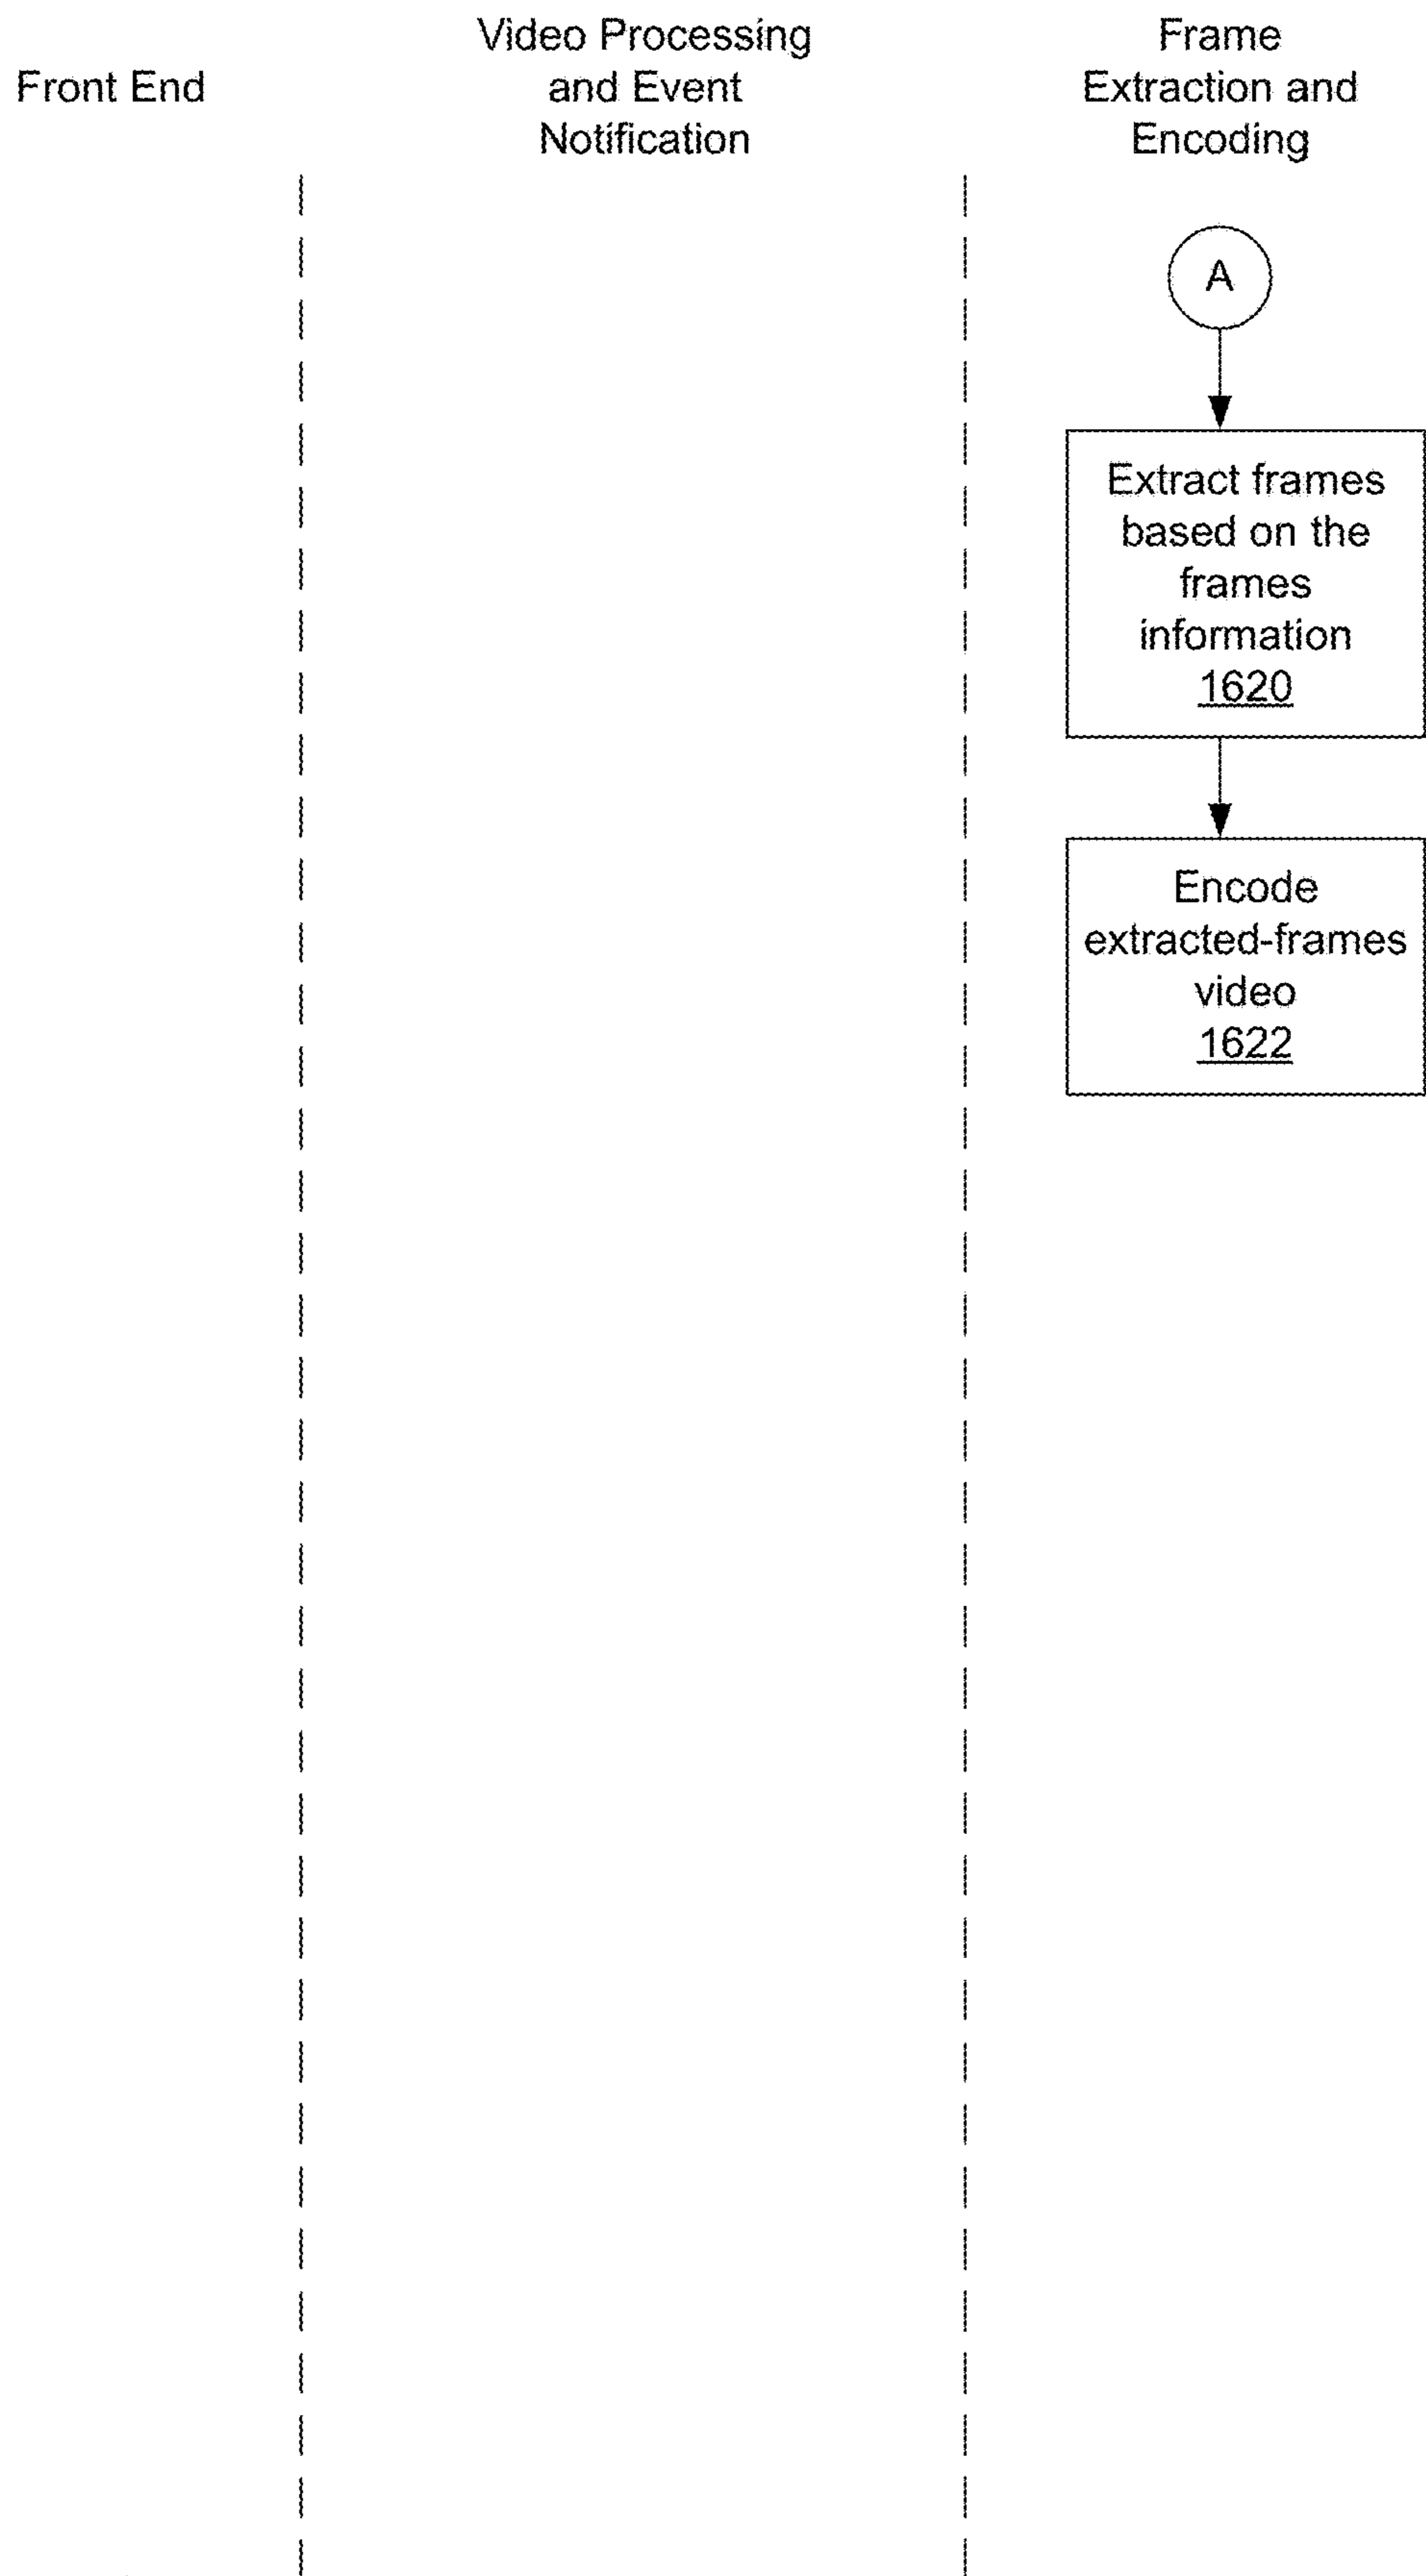 Front End
Video Processing
and Event
Notification
Frame
Extraction and
Encoding
A
Extract frames
based on the
frames
information
1620
Encode
extracted-frames
video
1622